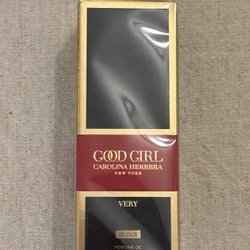 GOOD GIRL
CAROLINA HERRERA
NEW YORK
VERY
ELIXIR
PERFUME OIL